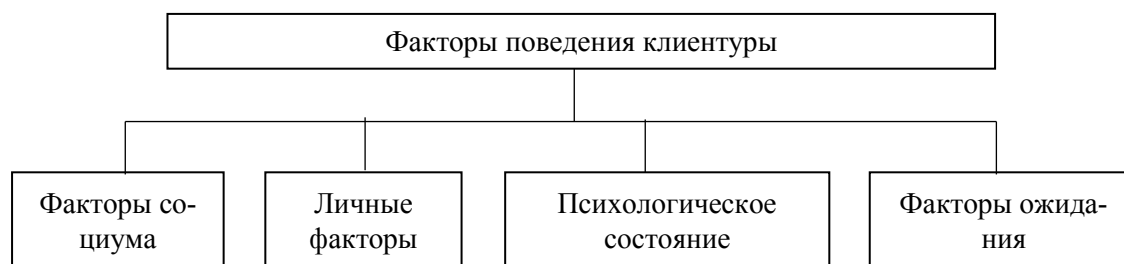 Факторы поведения клиентуры
Факторы со-
циума
Личные
факторы
Психологическое
состояние
Факторы ожида-
ния